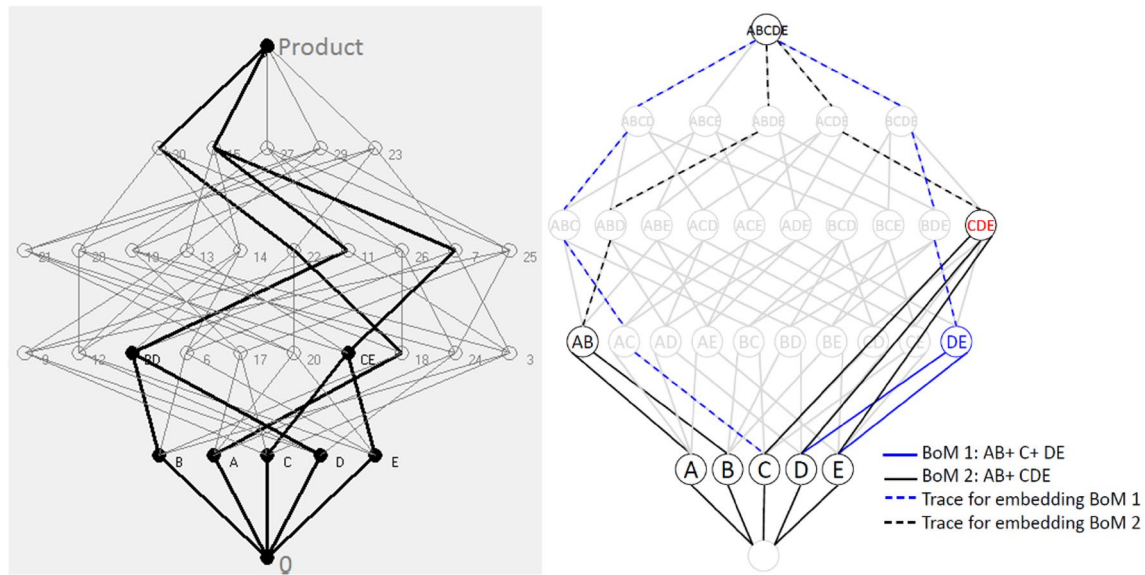 Product
30 15 27 29 23
21 28 19 13 14 22 11 26 7 25
9 12 BD 6 17 20 CE 18 24 3
B A C D E
0
ABCDE
ABCD ABCE ABDE ACDE BCDE
ABC ABD ABE ACD ACE ADE BCD BCE BDE CDE
AB AC AD AE BC BD BE CD CE DE
A B C D E
BoM 1: AB+ C+ DE
BoM 2: AB+ CDE
Trace for embedding BoM 1
Trace for embedding BoM 2